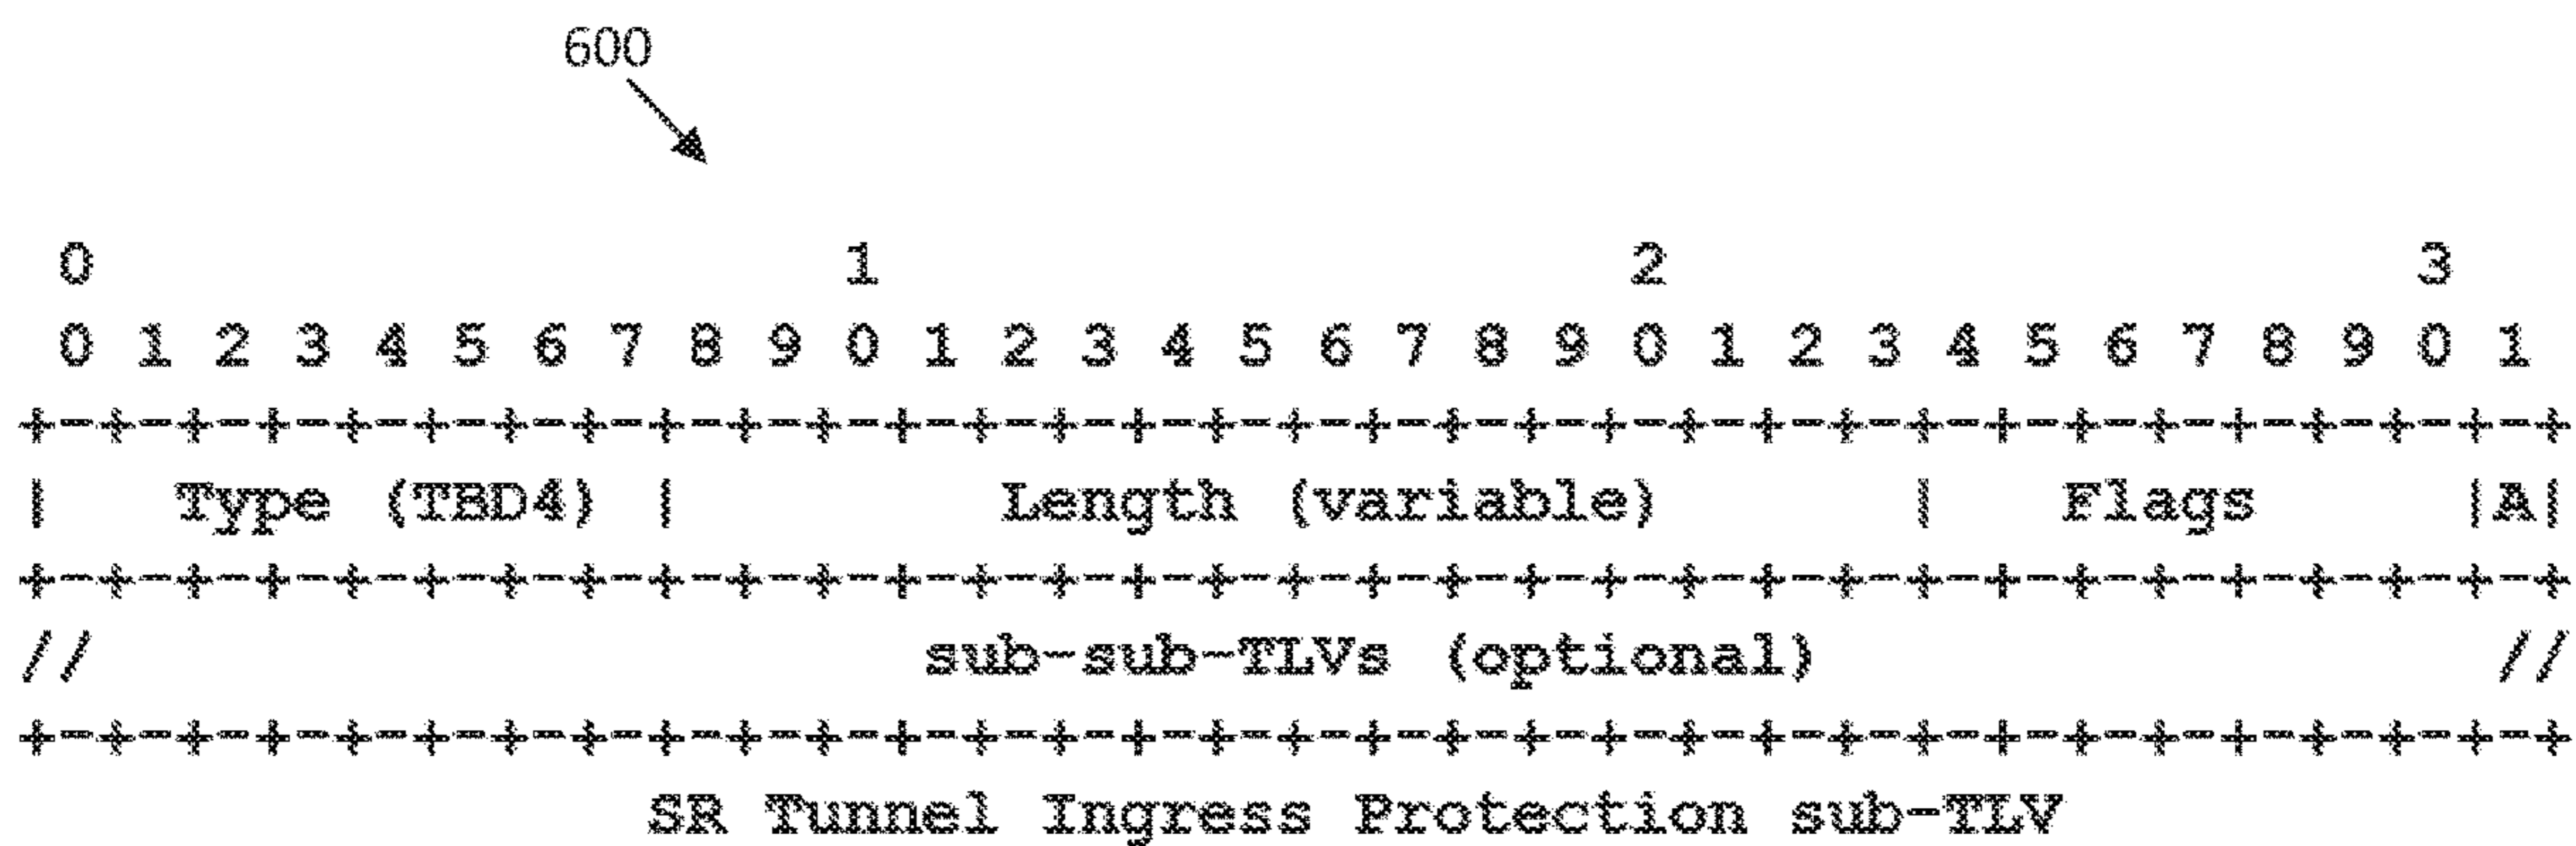 600
0 1 2 3
0 1 2 3 4 5 6 7 8 9 0 1 2 3 4 5 6 7 8 9 0 1 2 3 4 5 6 7 8 9 0 1
+-+-+-+-+-+-+-+-+-+-+-+-+-+-+-+-+-+-+-+-+-+-+-+-+-+-+-+-+-+-+-+-+
| Type (TBD4) | Length (variable) | Flags |A|
+-+-+-+-+-+-+-+-+-+-+-+-+-+-+-+-+-+-+-+-+-+-+-+-+-+-+-+-+-+-+-+-+
// sub-sub-TLVs (optional) //
+-+-+-+-+-+-+-+-+-+-+-+-+-+-+-+-+-+-+-+-+-+-+-+-+-+-+-+-+-+-+-+-+
SR Tunnel Ingress Protection sub-TLV